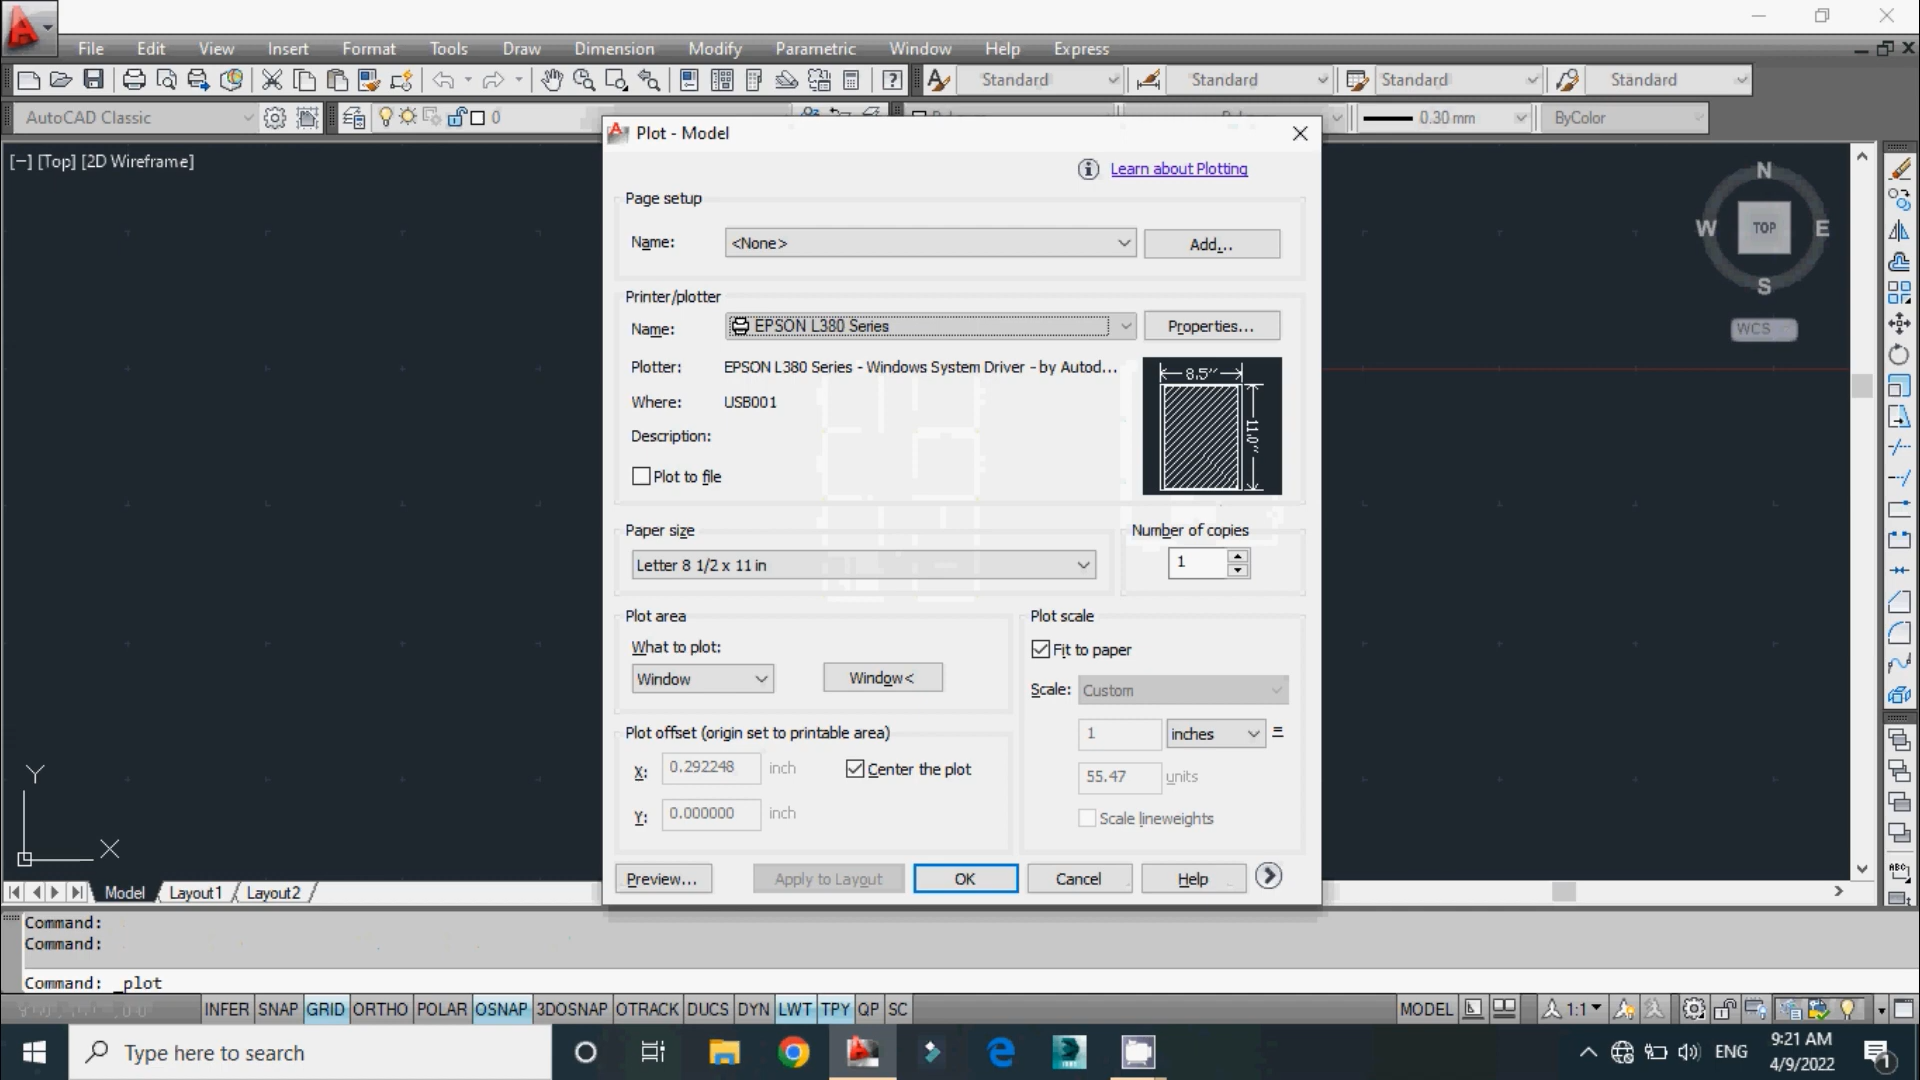 File Edit View Insert Format Tools Draw Dimension Modify Parametric Window Help Express
Standard Standard Standard Standard
AutoCAD Classic 0 0.30 mm ByColor
[−] [Top] [2D Wireframe]
N
W TOP E
S
WCS
Plot - Model
Learn about Plotting
Page setup
Name: <None> Add...
Printer/plotter
Name: EPSON L380 Series Properties...
Plotter: EPSON L380 Series - Windows System Driver - by Autod...
Where: USB001
Description:
Plot to file
8.5″
11.0″
Paper size
Letter 8 1/2 x 11 in
Number of copies
1
Plot area
What to plot:
Window Window<
Plot scale
Fit to paper
Scale: Custom
1 inches =
55.47 units
Scale lineweights
Plot offset (origin set to printable area)
X: 0.292248 inch Center the plot
Y: 0.000000 inch
Preview... Apply to Layout OK Cancel Help
Y
X
Model Layout1 Layout2
Command:
Command:
Command: _plot
INFER SNAP GRID ORTHO POLAR OSNAP 3DOSNAP OTRACK DUCS DYN LWT TPY QP SC MODEL 1:1
Type here to search
ENG 9:21 AM
4/9/2022
1
ABC